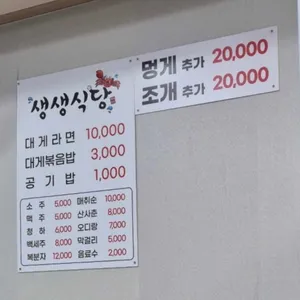 생생식당
대게라면 10,000
대게볶음밥 3,000
공기밥 1,000
소주 5,000 매취순 10,000
맥주 5,000 산사춘 8,000
청하 6,000 오디랑 7,000
백세주 8,000 막걸리 5,000
복분자 12,000 음료수 2,000
멍게 추가 20,000
조개 추가 20,000